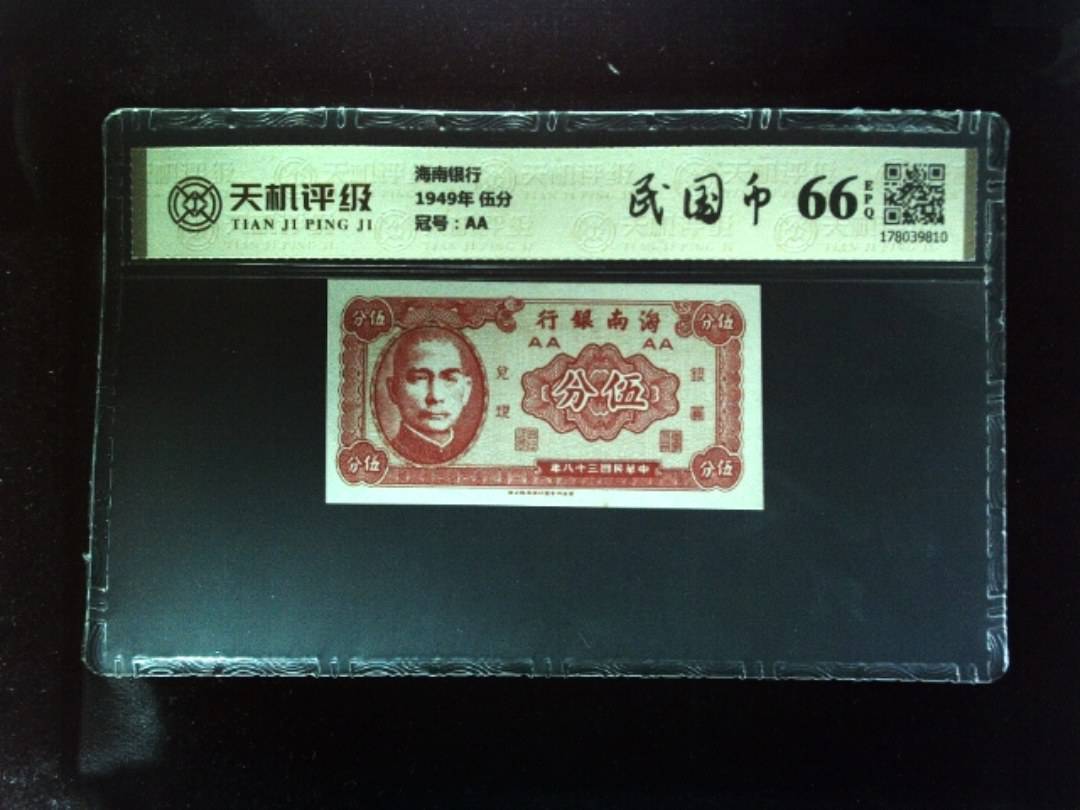 天机评级
TIAN JI PING JI
海南银行
1949年 伍分
冠号：AA
民国币
66
EPQ
178039810
分伍
行銀南海
分伍
AA
AA
兌現
分伍
銀幣
分伍
年八十三國民華中
分伍